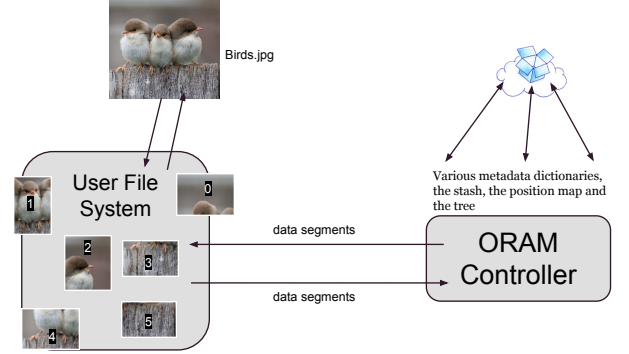 Birds.jpg
User File
System
0
1
2
3
4
5
data segments
data segments
Various metadata dictionaries,
the stash, the position map and
the tree
ORAM
Controller